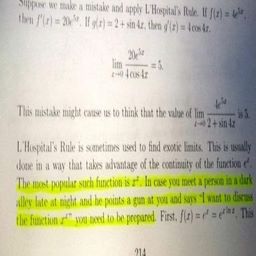 Suppose we make a mistake and apply L'Hospital's Rule. If f(x) = 4e^{5x},
then f'(x) = 20e^{5x}. If g(x) = 2 + sin 4x, then g'(x) = 4 cos 4x.
lim_{x→0} 20e^{5x} / 4 cos 4x = 5.
This mistake might cause us to think that the value of lim_{x→0} 4e^{5x} / 2 + sin 4x is 5.
L'Hospital's Rule is sometimes used to find exotic limits. This is usually
done in a way that takes advantage of the continuity of the function e^x.
The most popular such function is x^x. In case you meet a person in a dark
alley late at night and he points a gun at you and says "I want to discuss
the function x^x" you need to be prepared. First, f(x) = e^x = e^{x ln x}. This
214